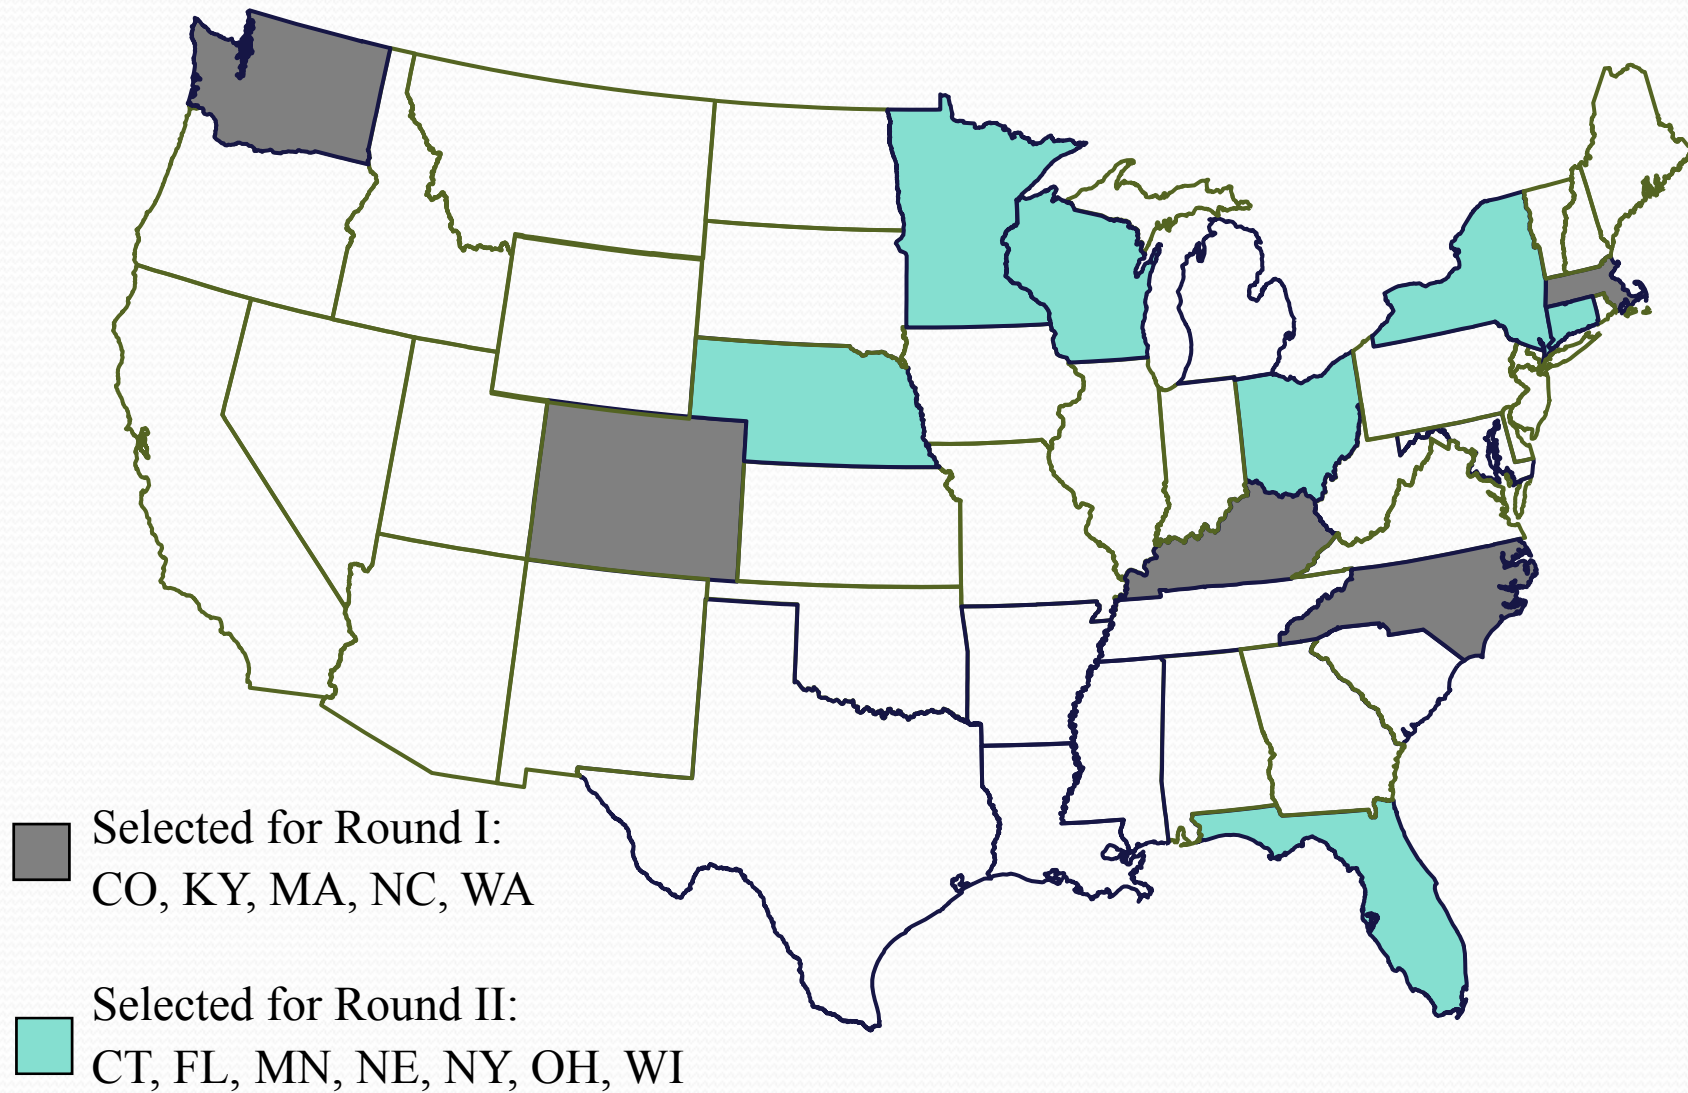 Selected for Round I:
CO, KY, MA, NC, WA
Selected for Round II:
CT, FL, MN, NE, NY, OH, WI